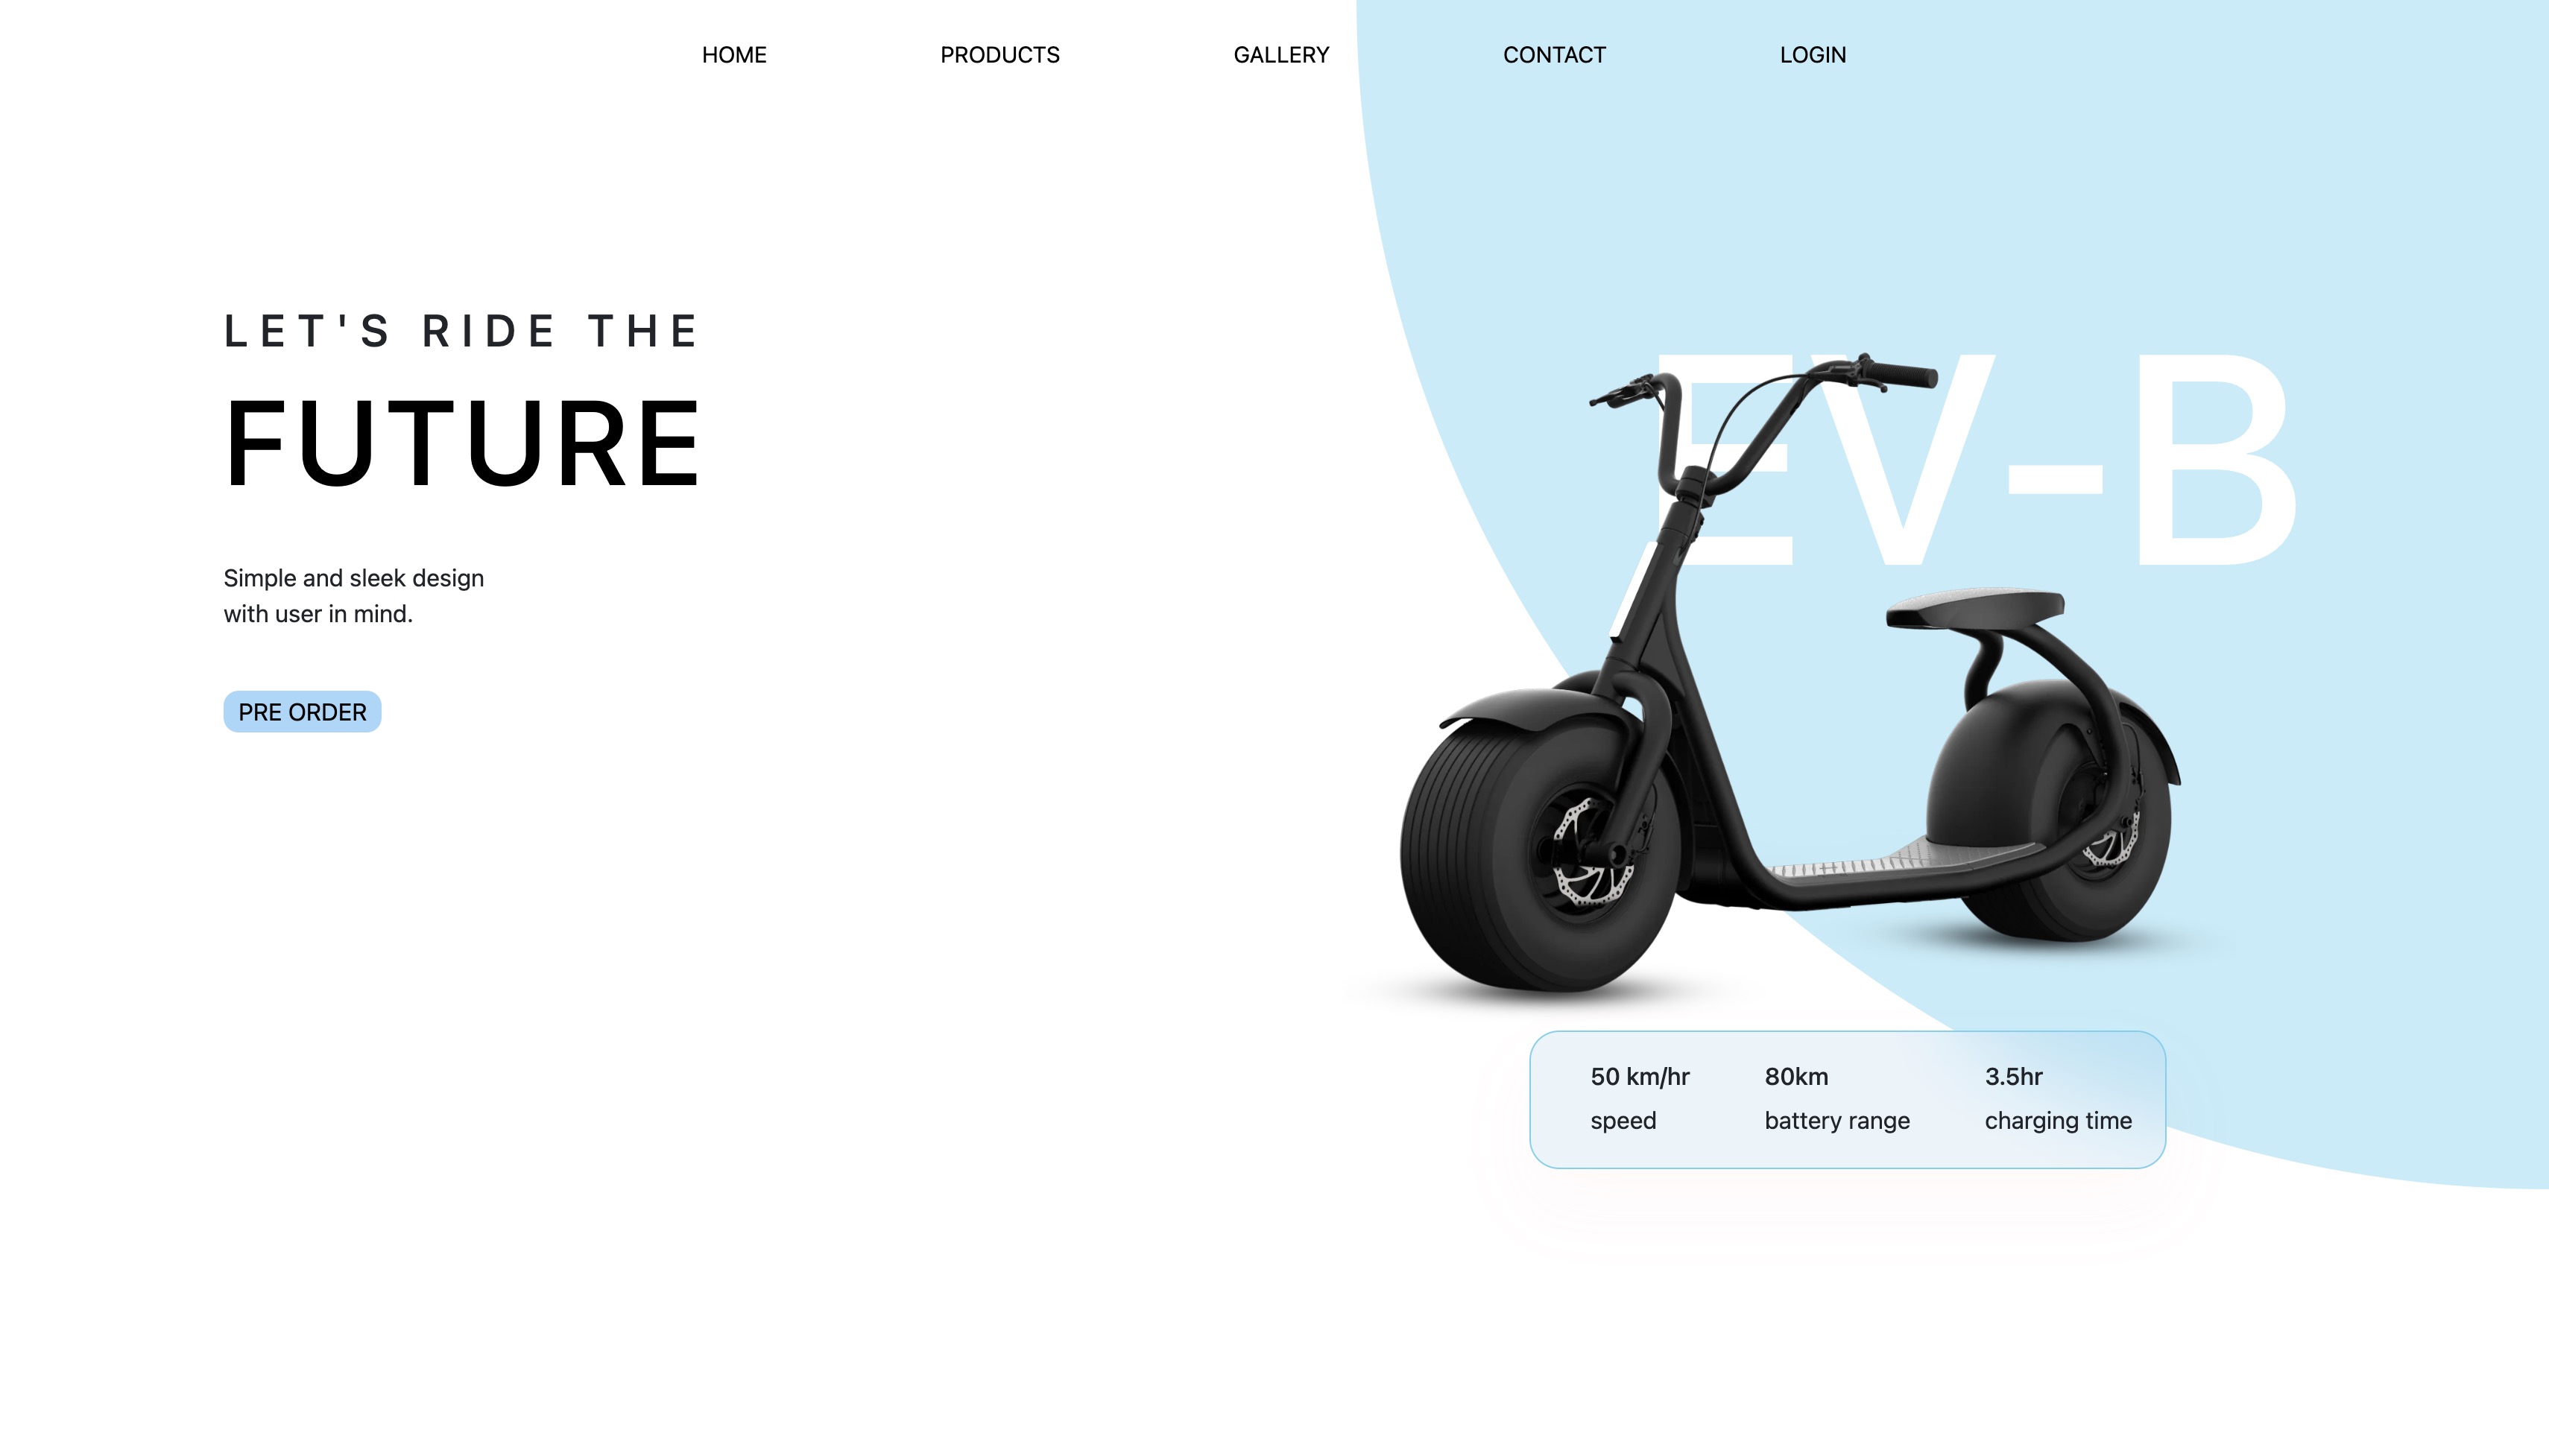 HOME PRODUCTS GALLERY CONTACT LOGIN
LET'S RIDE THE
FUTURE
Simple and sleek design
with user in mind.
PRE ORDER
EV-B
50 km/hr 80km 3.5hr
speed battery range charging time